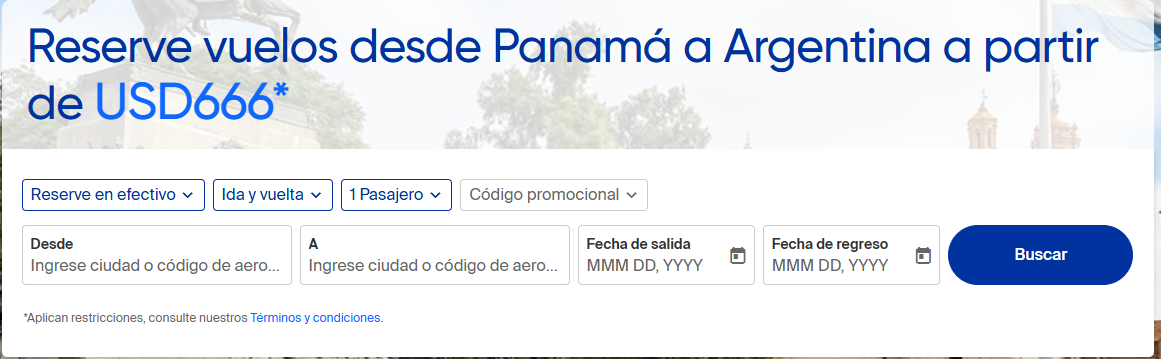 Reserve vuelos desde Panamá a Argentina a partir
de USD666*
Reserve en efectivo
Ida y vuelta
1 Pasajero
Código promocional
Desde
Ingrese ciudad o código de aero...
A
Ingrese ciudad o código de aero...
Fecha de salida
MMM DD, YYYY
Fecha de regreso
MMM DD, YYYY
Buscar
*Aplican restricciones, consulte nuestros Términos y condiciones.